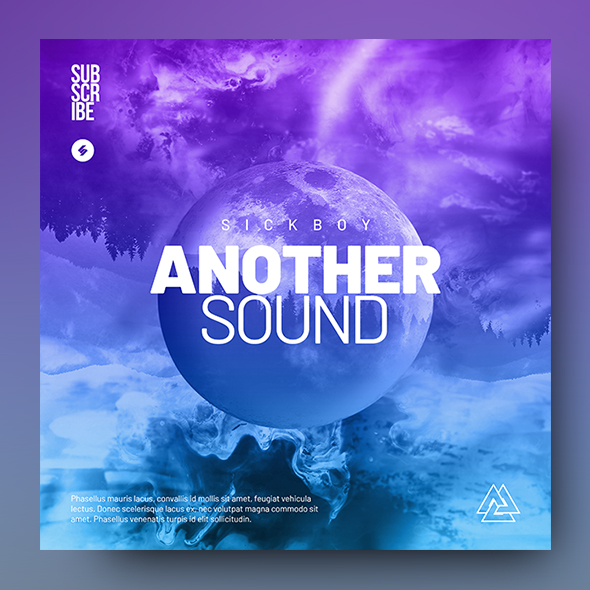 SUB
SCR
IBE
SICKBOY
ANOTHER
SOUND
Phasellus mauris lacus, convallis id mollis sit amet, feugiat vehicula
lectus. Donec scelerisque lacus ex, nec volutpat magna commodo sit
amet. Phasellus venenatis turpis id elit sollicitudin.